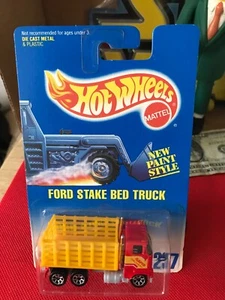 Not recommended for ages under 3.
DIE CAST METAL
& PLASTIC
Hot Wheels
MATTEL
NEW
PAINT
STYLE
FORD STAKE BED TRUCK
237